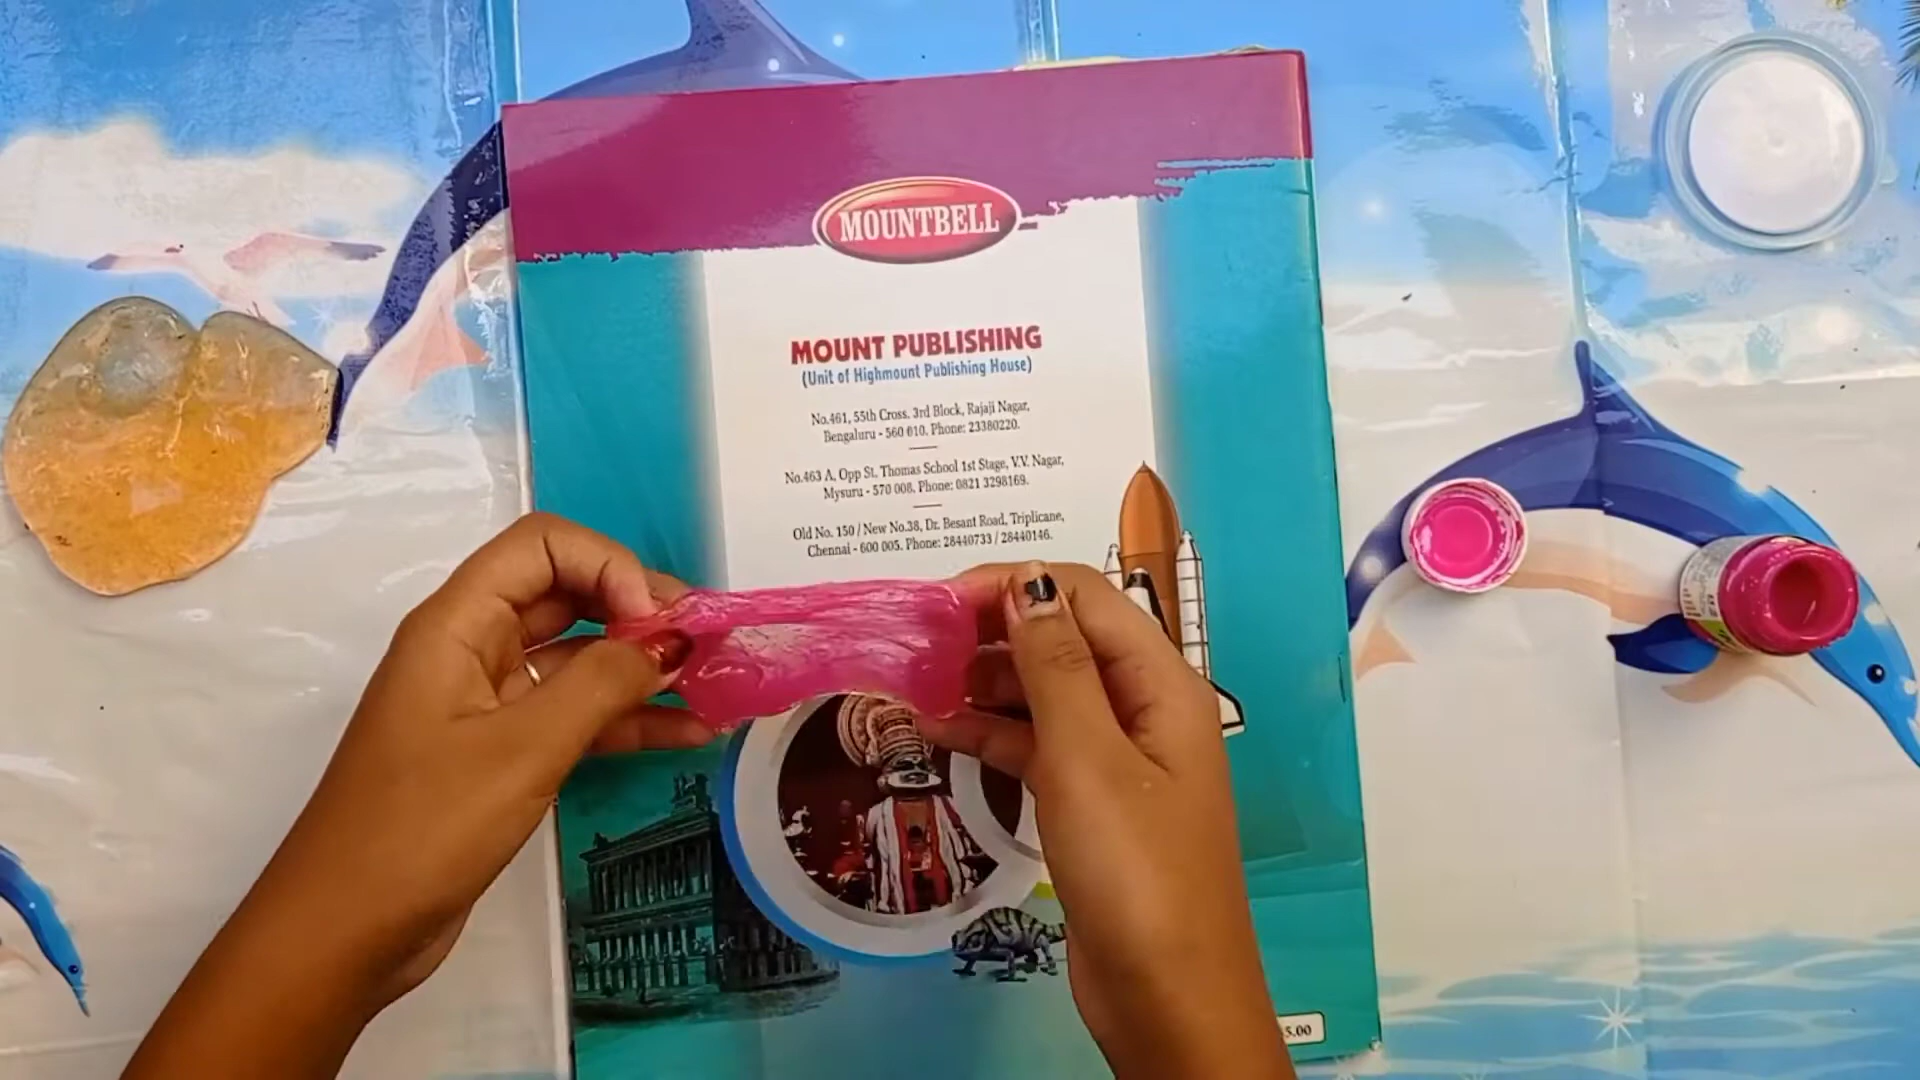 MOUNTBELL
MOUNT PUBLISHING
(Unit of Highmount Publishing House)
No.461, 55th Cross. 3rd Block, Rajaji Nagar,
Bengaluru - 560 010. Phone: 23380220.
No.463 A, Opp St. Thomas School 1st Stage, V.V. Nagar,
Mysuru - 570 008. Phone: 0821 3298169.
Old No. 150 / New No.38, Dr. Besant Road, Triplicane,
Chennai - 600 005. Phone: 28440733 / 28440146.
5.00